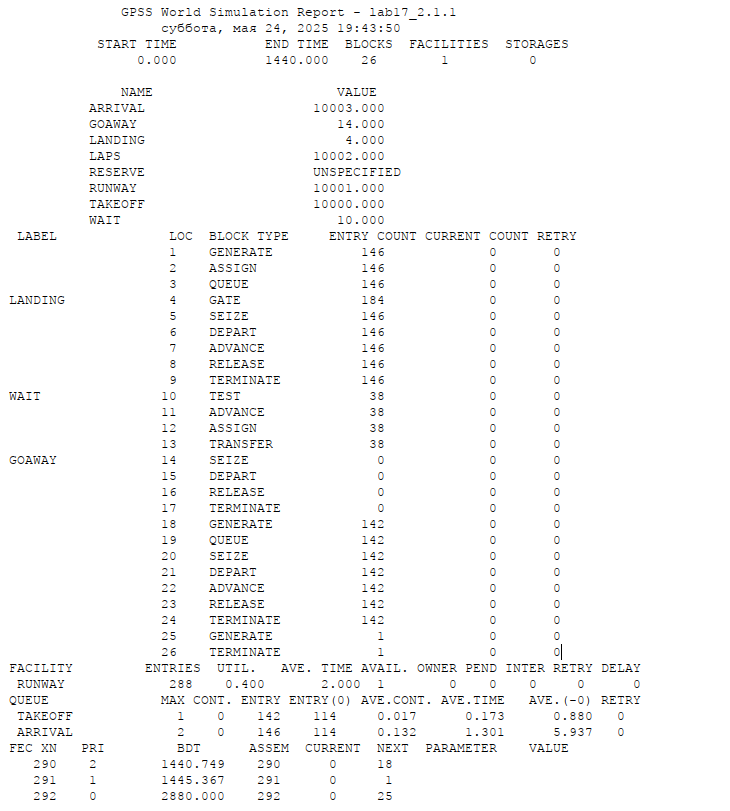 GPSS World Simulation Report - lab17_2.1.1
суббота, мая 24, 2025 19:43:50
START TIME END TIME BLOCKS FACILITIES STORAGES
0.000 1440.000 26 1 0
NAME VALUE
ARRIVAL 10003.000
GOAWAY 14.000
LANDING 4.000
LAPS 10002.000
RESERVE UNSPECIFIED
RUNWAY 10001.000
TAKEOFF 10000.000
WAIT 10.000
LABEL LOC BLOCK TYPE ENTRY COUNT CURRENT COUNT RETRY
1 GENERATE 146 0 0
2 ASSIGN 146 0 0
3 QUEUE 146 0 0
LANDING 4 GATE 184 0 0
5 SEIZE 146 0 0
6 DEPART 146 0 0
7 ADVANCE 146 0 0
8 RELEASE 146 0 0
9 TERMINATE 146 0 0
WAIT 10 TEST 38 0 0
11 ADVANCE 38 0 0
12 ASSIGN 38 0 0
13 TRANSFER 38 0 0
GOAWAY 14 SEIZE 0 0 0
15 DEPART 0 0 0
16 RELEASE 0 0 0
17 TERMINATE 0 0 0
18 GENERATE 142 0 0
19 QUEUE 142 0 0
20 SEIZE 142 0 0
21 DEPART 142 0 0
22 ADVANCE 142 0 0
23 RELEASE 142 0 0
24 TERMINATE 142 0 0
25 GENERATE 1 0 0
26 TERMINATE 1 0 0
FACILITY ENTRIES UTIL. AVE. TIME AVAIL. OWNER PEND INTER RETRY DELAY
RUNWAY 288 0.400 2.000 1 0 0 0 0 0
QUEUE MAX CONT. ENTRY ENTRY(0) AVE.CONT. AVE.TIME AVE.(-0) RETRY
TAKEOFF 1 0 142 114 0.017 0.173 0.880 0
ARRIVAL 2 0 146 114 0.132 1.301 5.937 0
FEC XN PRI BDT ASSEM CURRENT NEXT PARAMETER VALUE
290 2 1440.749 290 0 18
291 1 1445.367 291 0 1
292 0 2880.000 292 0 25